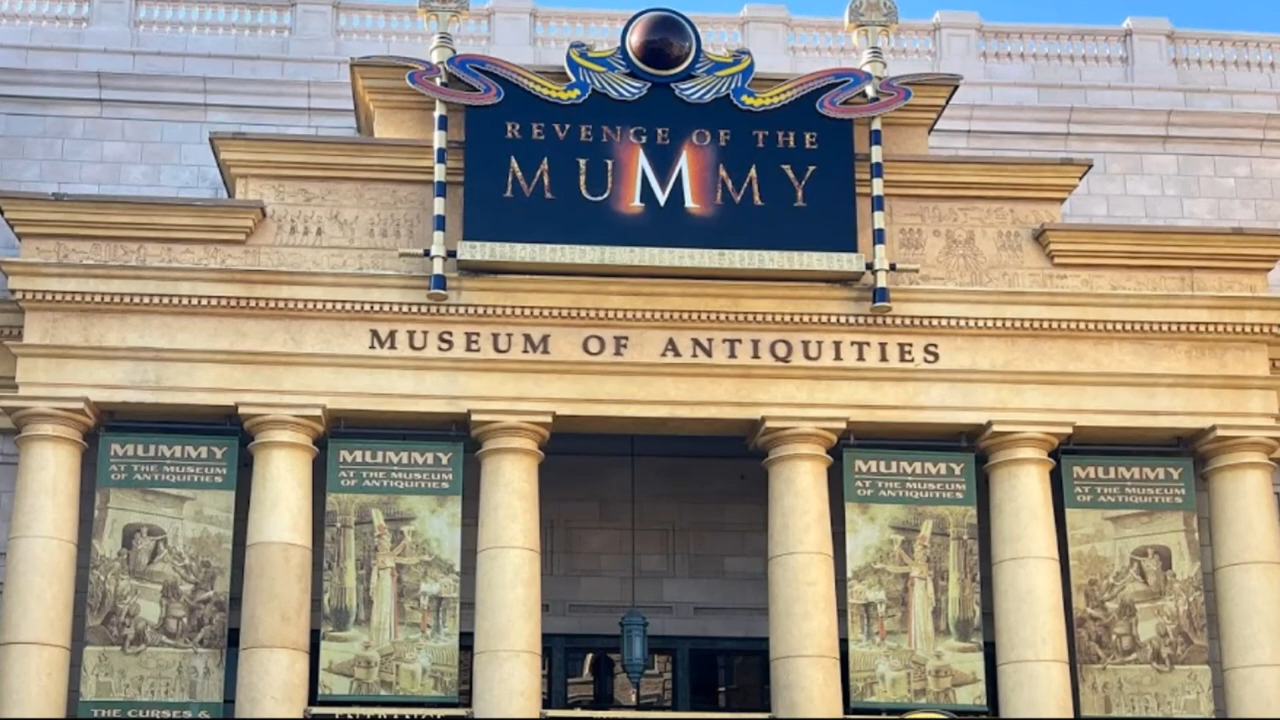 REVENGE OF THE
MUMMY
MUSEUM OF ANTIQUITIES
MUMMY
AT THE MUSEUM
OF ANTIQUITIES
THE CURSES &
MUMMY
AT THE MUSEUM
OF ANTIQUITIES
ENTRANCE
MUMMY
AT THE MUSEUM
OF ANTIQUITIES
MUMMY
AT THE MUSEUM
OF ANTIQUITIES